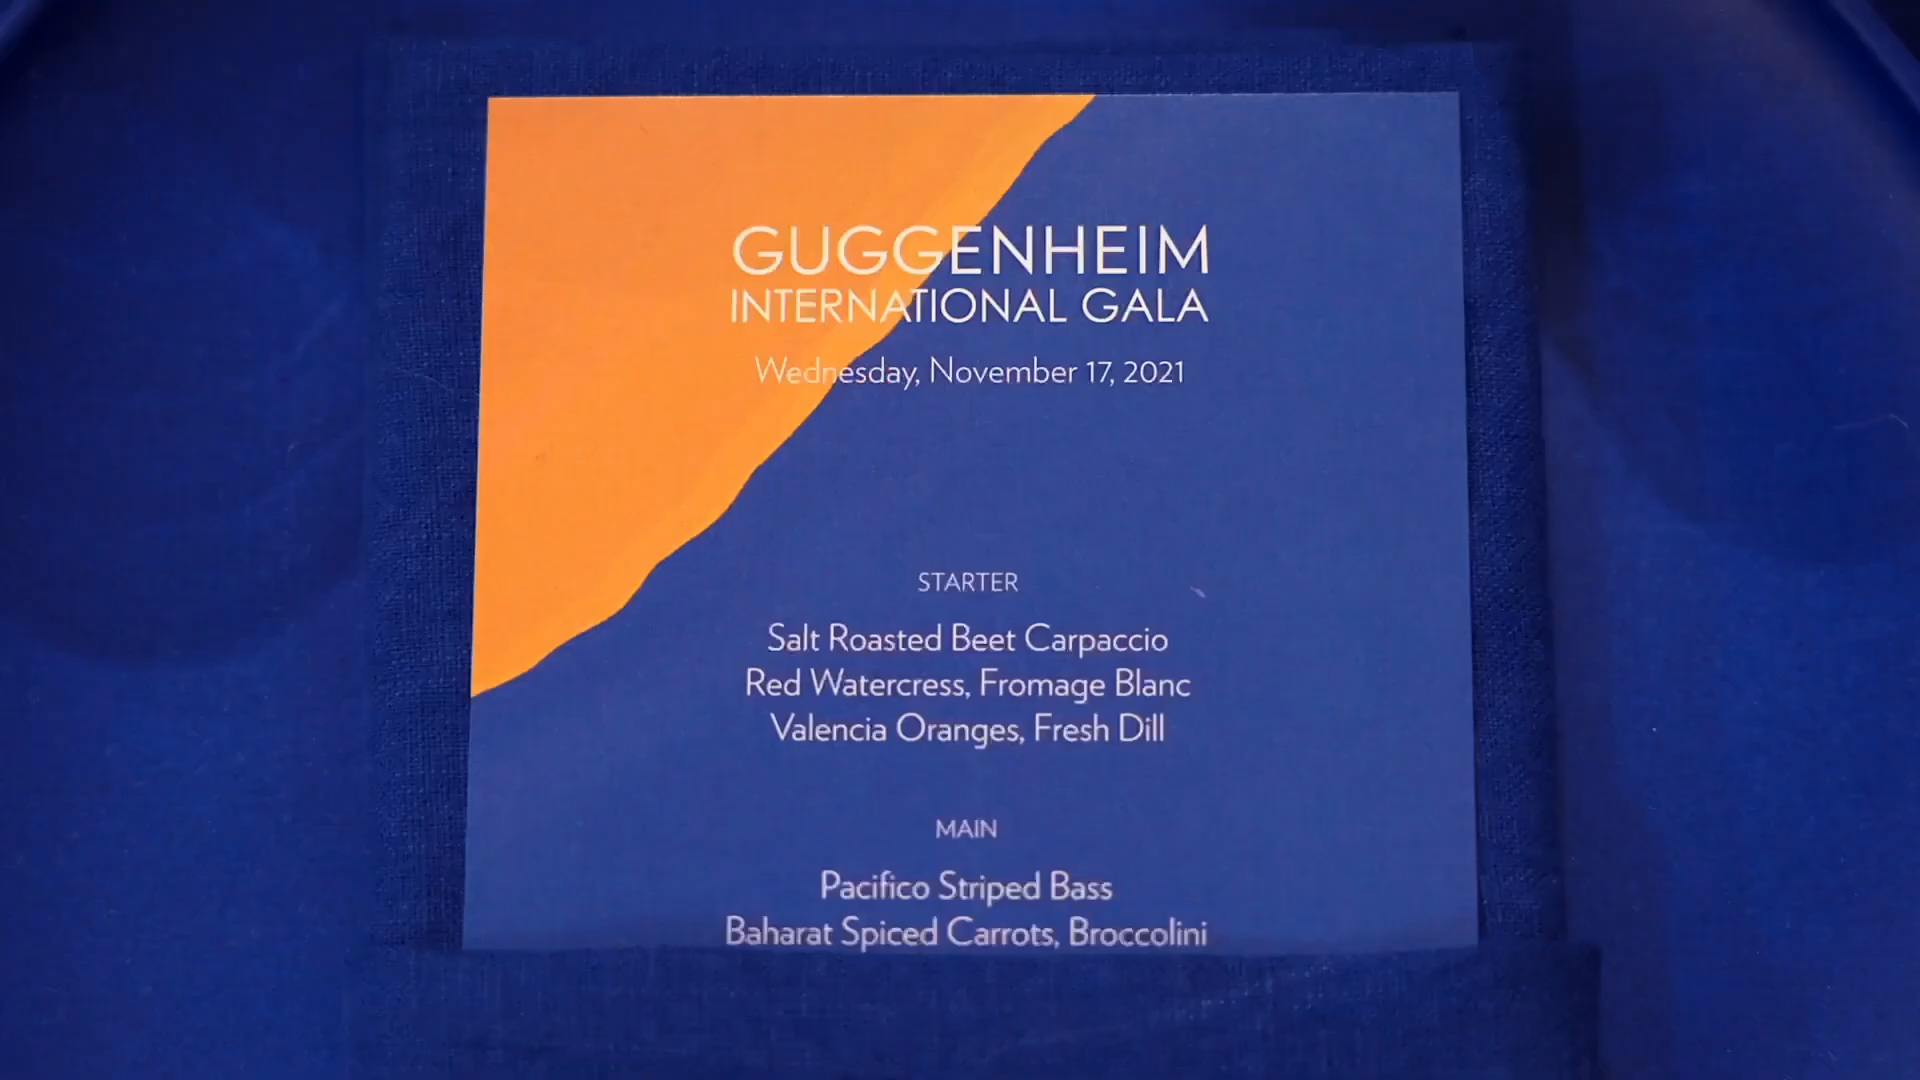 GUGGENHEIM
INTERNATIONAL GALA
Wednesday, November 17, 2021
STARTER
Salt Roasted Beet Carpaccio
Red Watercress, Fromage Blanc
Valencia Oranges, Fresh Dill
MAIN
Pacifico Striped Bass
Baharat Spiced Carrots, Broccolini